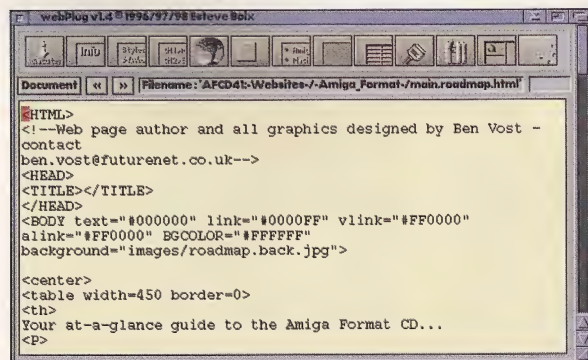 webPlug v1.4 © 1996/97/98 Esteve Boix
Info
Document « » Filename: 'AFCD41:-Websites-/-Amiga_Format-/main.roadmap.html'
<HTML>
<!--Web page author and all graphics designed by Ben Vost -
contact
ben.vost@futurenet.co.uk-->
<HEAD>
<TITLE></TITLE>
</HEAD>
<BODY text="#000000" link="#0000FF" vlink="#FF0000"
alink="#FF0000" BGCOLOR="#FFFFFF"
background="images/roadmap.back.jpg">
<center>
<table width=450 border=0>
<th>
Your at-a-glance guide to the Amiga Format CD...
<P>